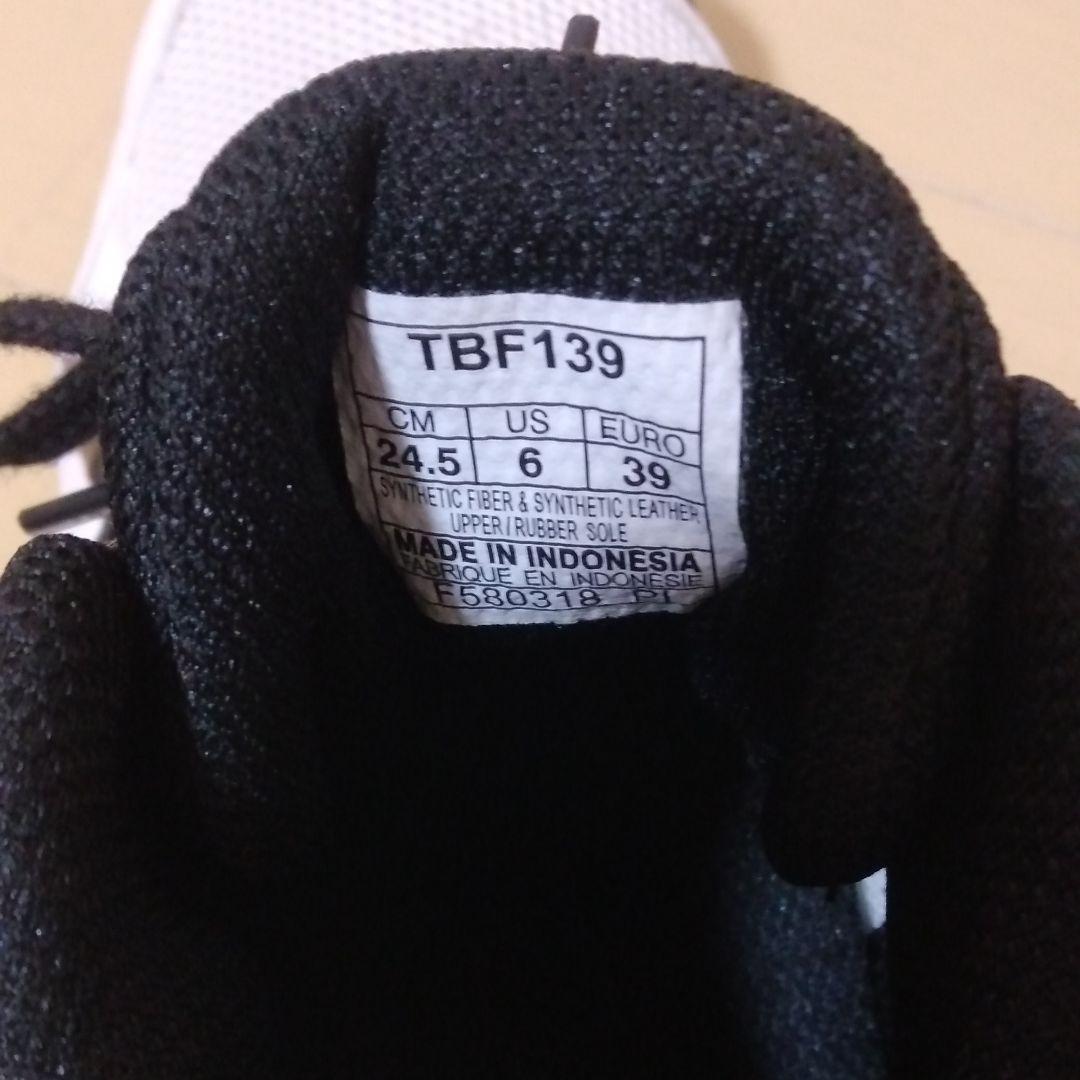 TBF139
CM US EURO
24.5 6 39
SYNTHETIC FIBER & SYNTHETIC LEATHER
UPPER / RUBBER SOLE
MADE IN INDONESIA
FABRIQUE EN INDONESIE
F580318